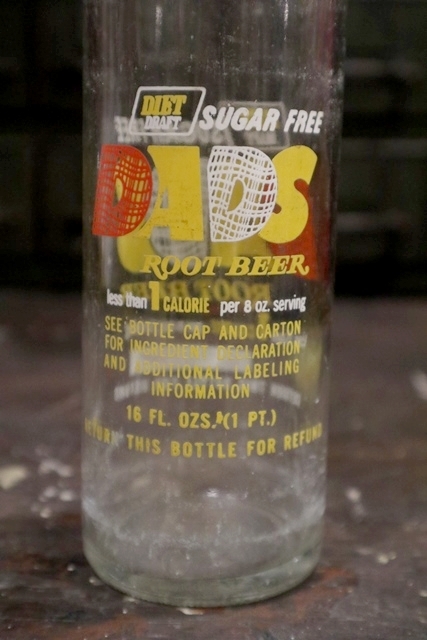 DIET
DRAFT
SUGAR FREE
DADS
ROOT BEER
less than 1 CALORIE per 8 oz. serving
SEE BOTTLE CAP AND CARTON
FOR INGREDIENT DECLARATION
AND ADDITIONAL LABELING
INFORMATION
16 FL. OZS. (1 PT.)
RETURN THIS BOTTLE FOR REFUND